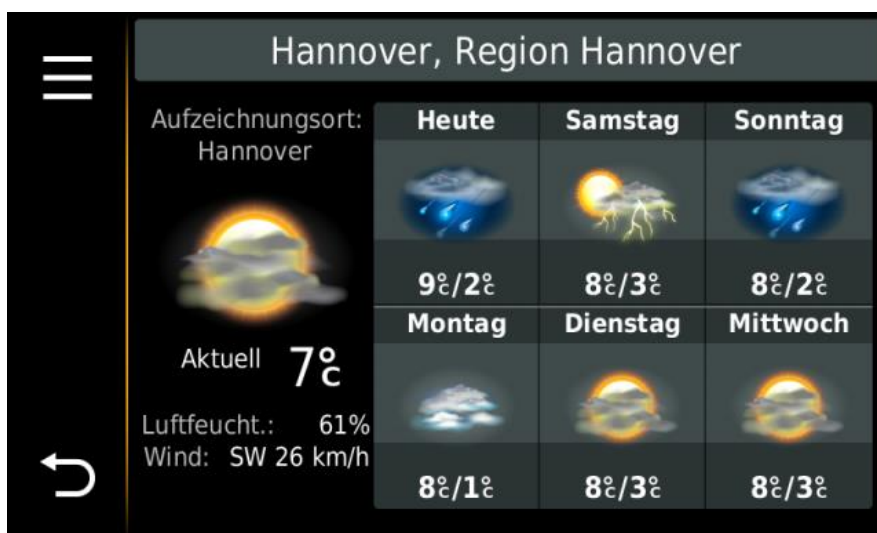 Hannover, Region Hannover
Aufzeichnungsort:
Hannover
Aktuell 7°C
Luftfeucht.: 61%
Wind: SW 26 km/h
Heute Samstag Sonntag
9°C/2°C 8°C/3°C 8°C/2°C
Montag Dienstag Mittwoch
8°C/1°C 8°C/3°C 8°C/3°C